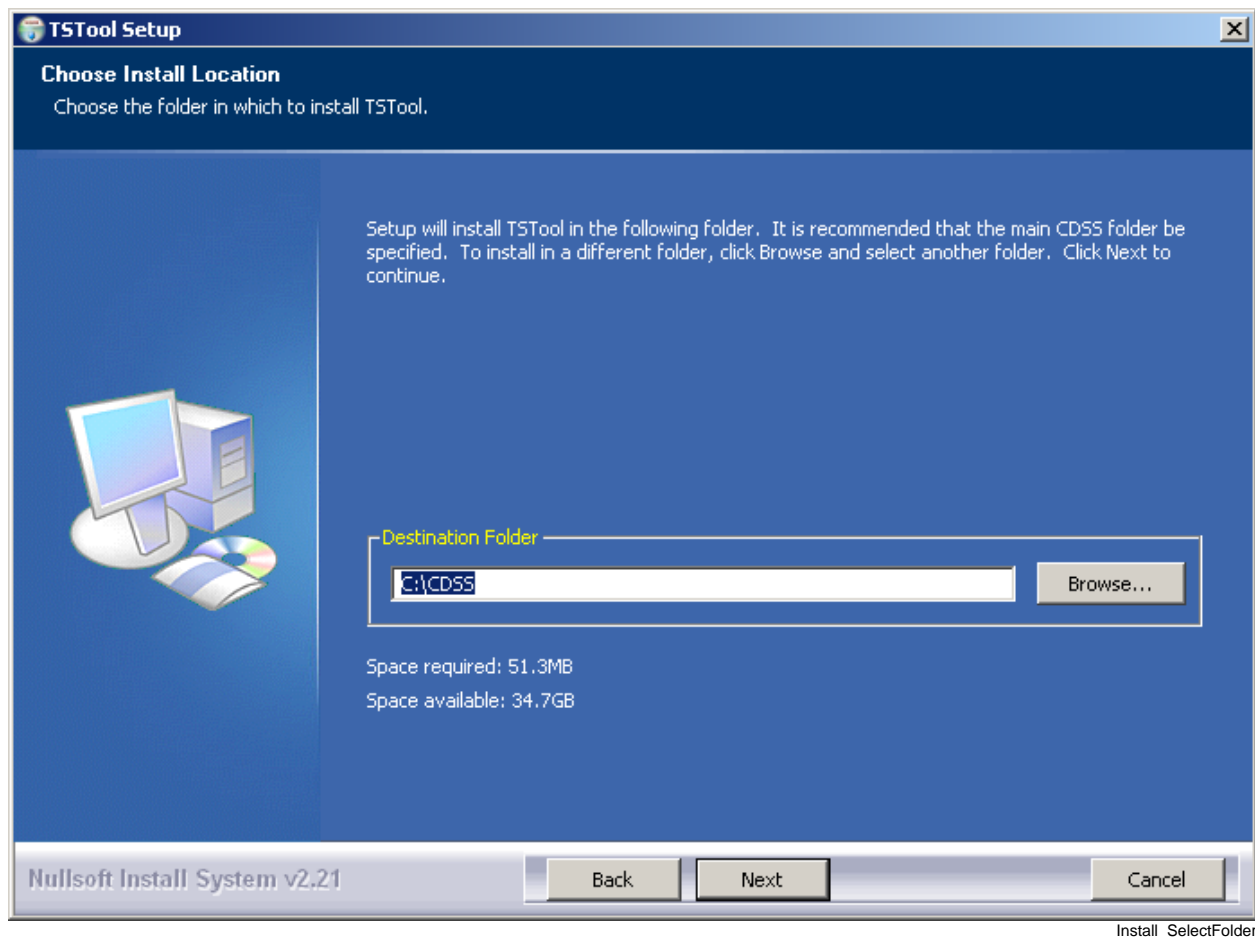 TSTool Setup
Choose Install Location
Choose the folder in which to install TSTool.
Setup will install TSTool in the following folder.  It is recommended that the main CDSS folder be
specified.  To install in a different folder, click Browse and select another folder.  Click Next to
continue.
Destination Folder
C:\CDSS
Browse...
Space required: 51.3MB
Space available: 34.7GB
Nullsoft Install System v2.21
Back
Next
Cancel
Install_SelectFolder